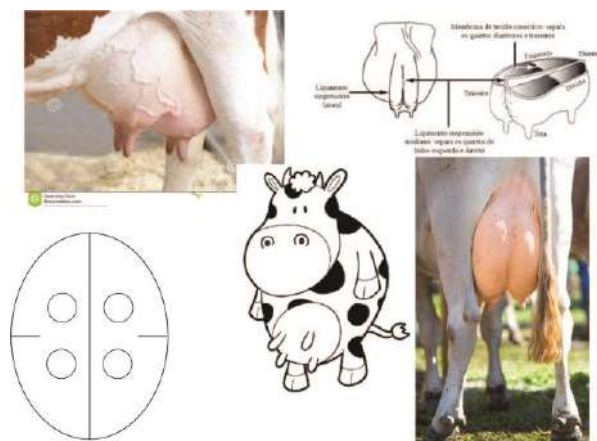 Membrana de tecido conectivo: separa
os quartos dianteiros e traseiros
Esquerdo
Direito
Ligamento
suspensório
lateral
Traseiro
Teta
Ligamento suspensório
mediano: separa os quartos do
lado esquerdo e direito